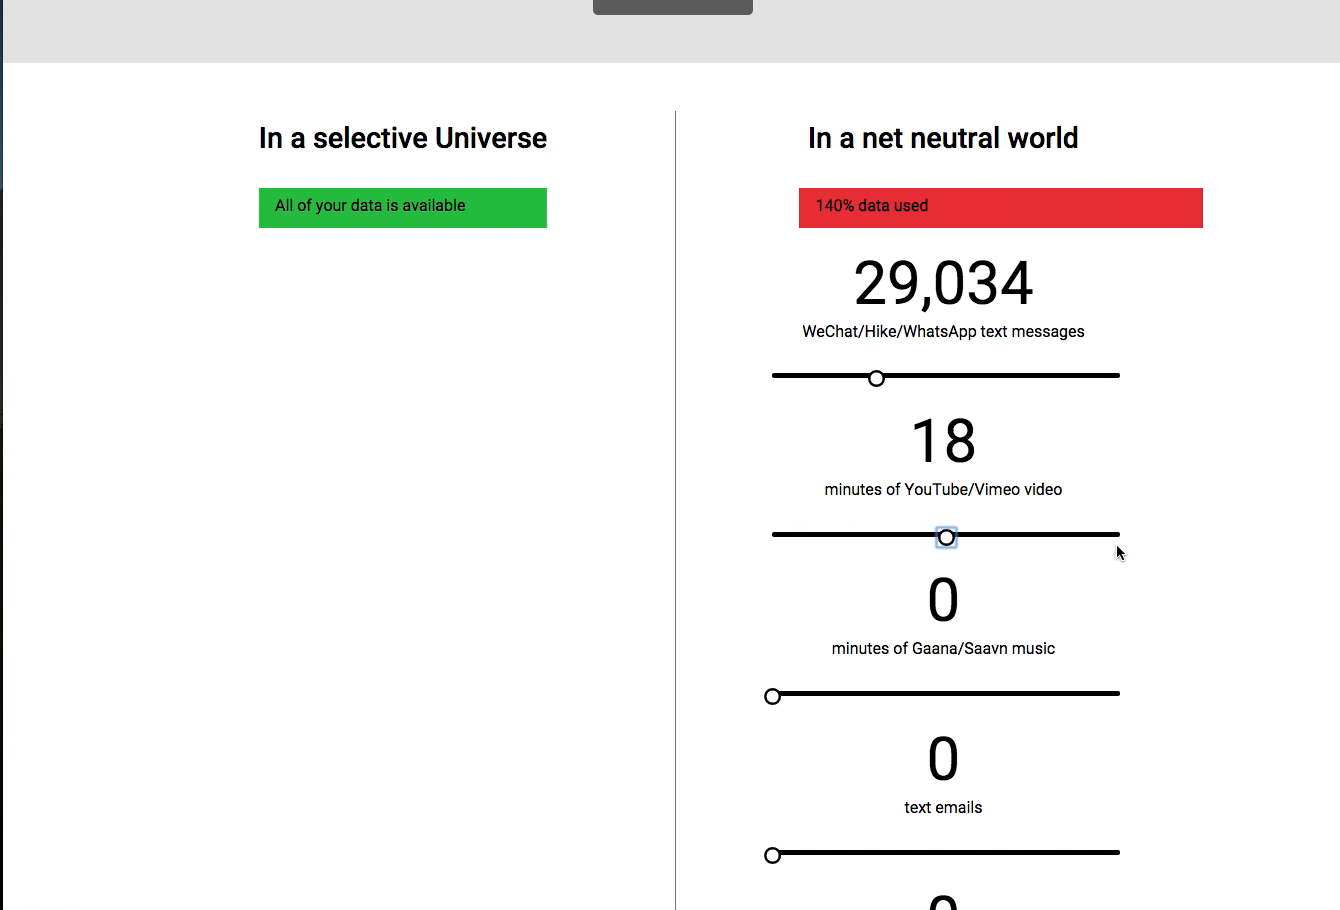 In a selective Universe
All of your data is available
In a net neutral world
140% data used
29,034
WeChat/Hike/WhatsApp text messages
18
minutes of YouTube/Vimeo video
0
minutes of Gaana/Saavn music
0
text emails